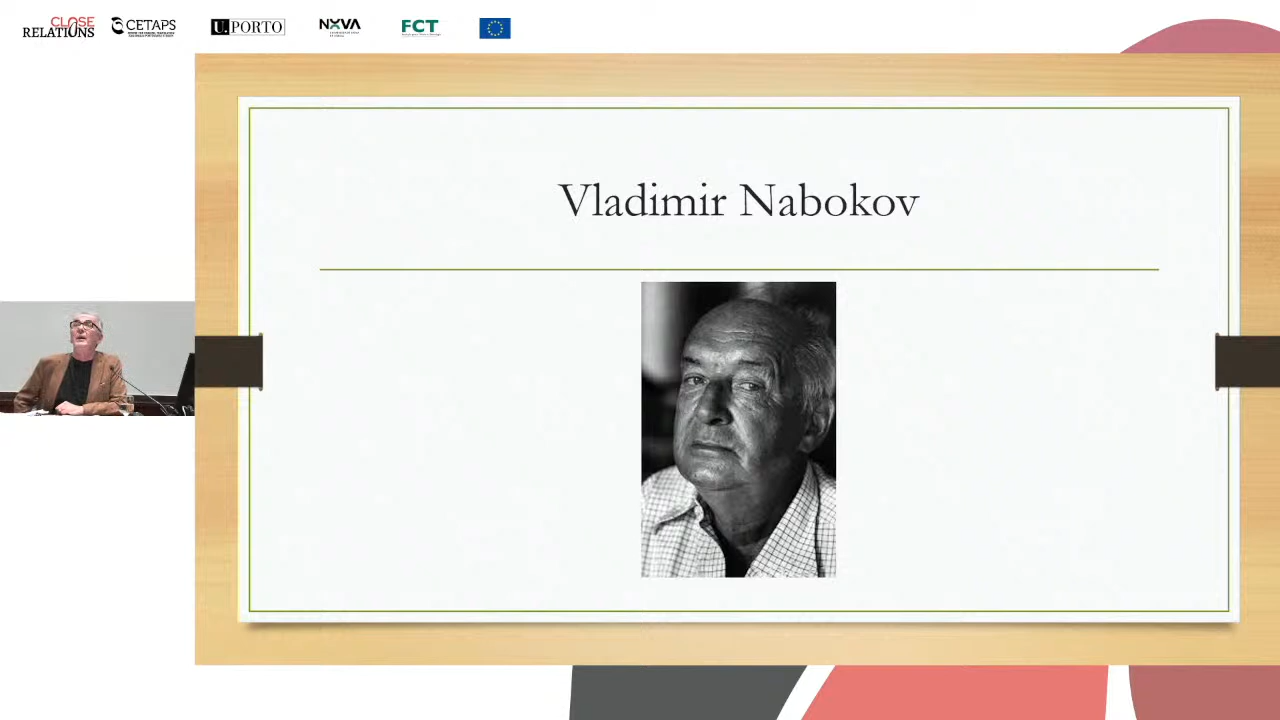 CLOSE
RELATIONS
CETAPS
U.PORTO
NOVA
FCT
Vladimir Nabokov